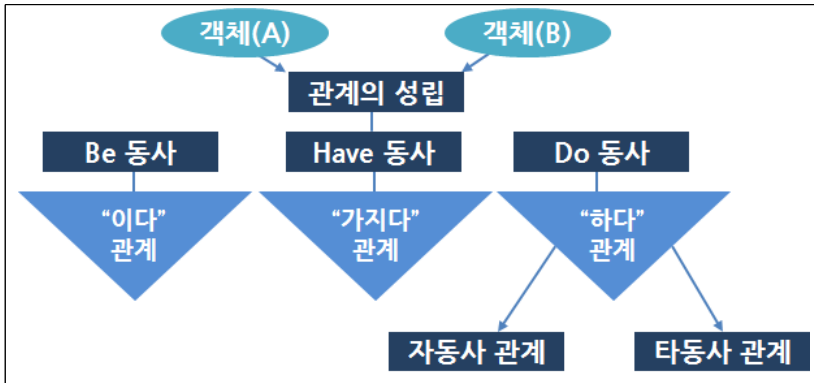 객체(A)
객체(B)
관계의 성립
Be 동사
Have 동사
Do 동사
“이다”
관계
“가지다”
관계
“하다”
관계
자동사 관계
타동사 관계